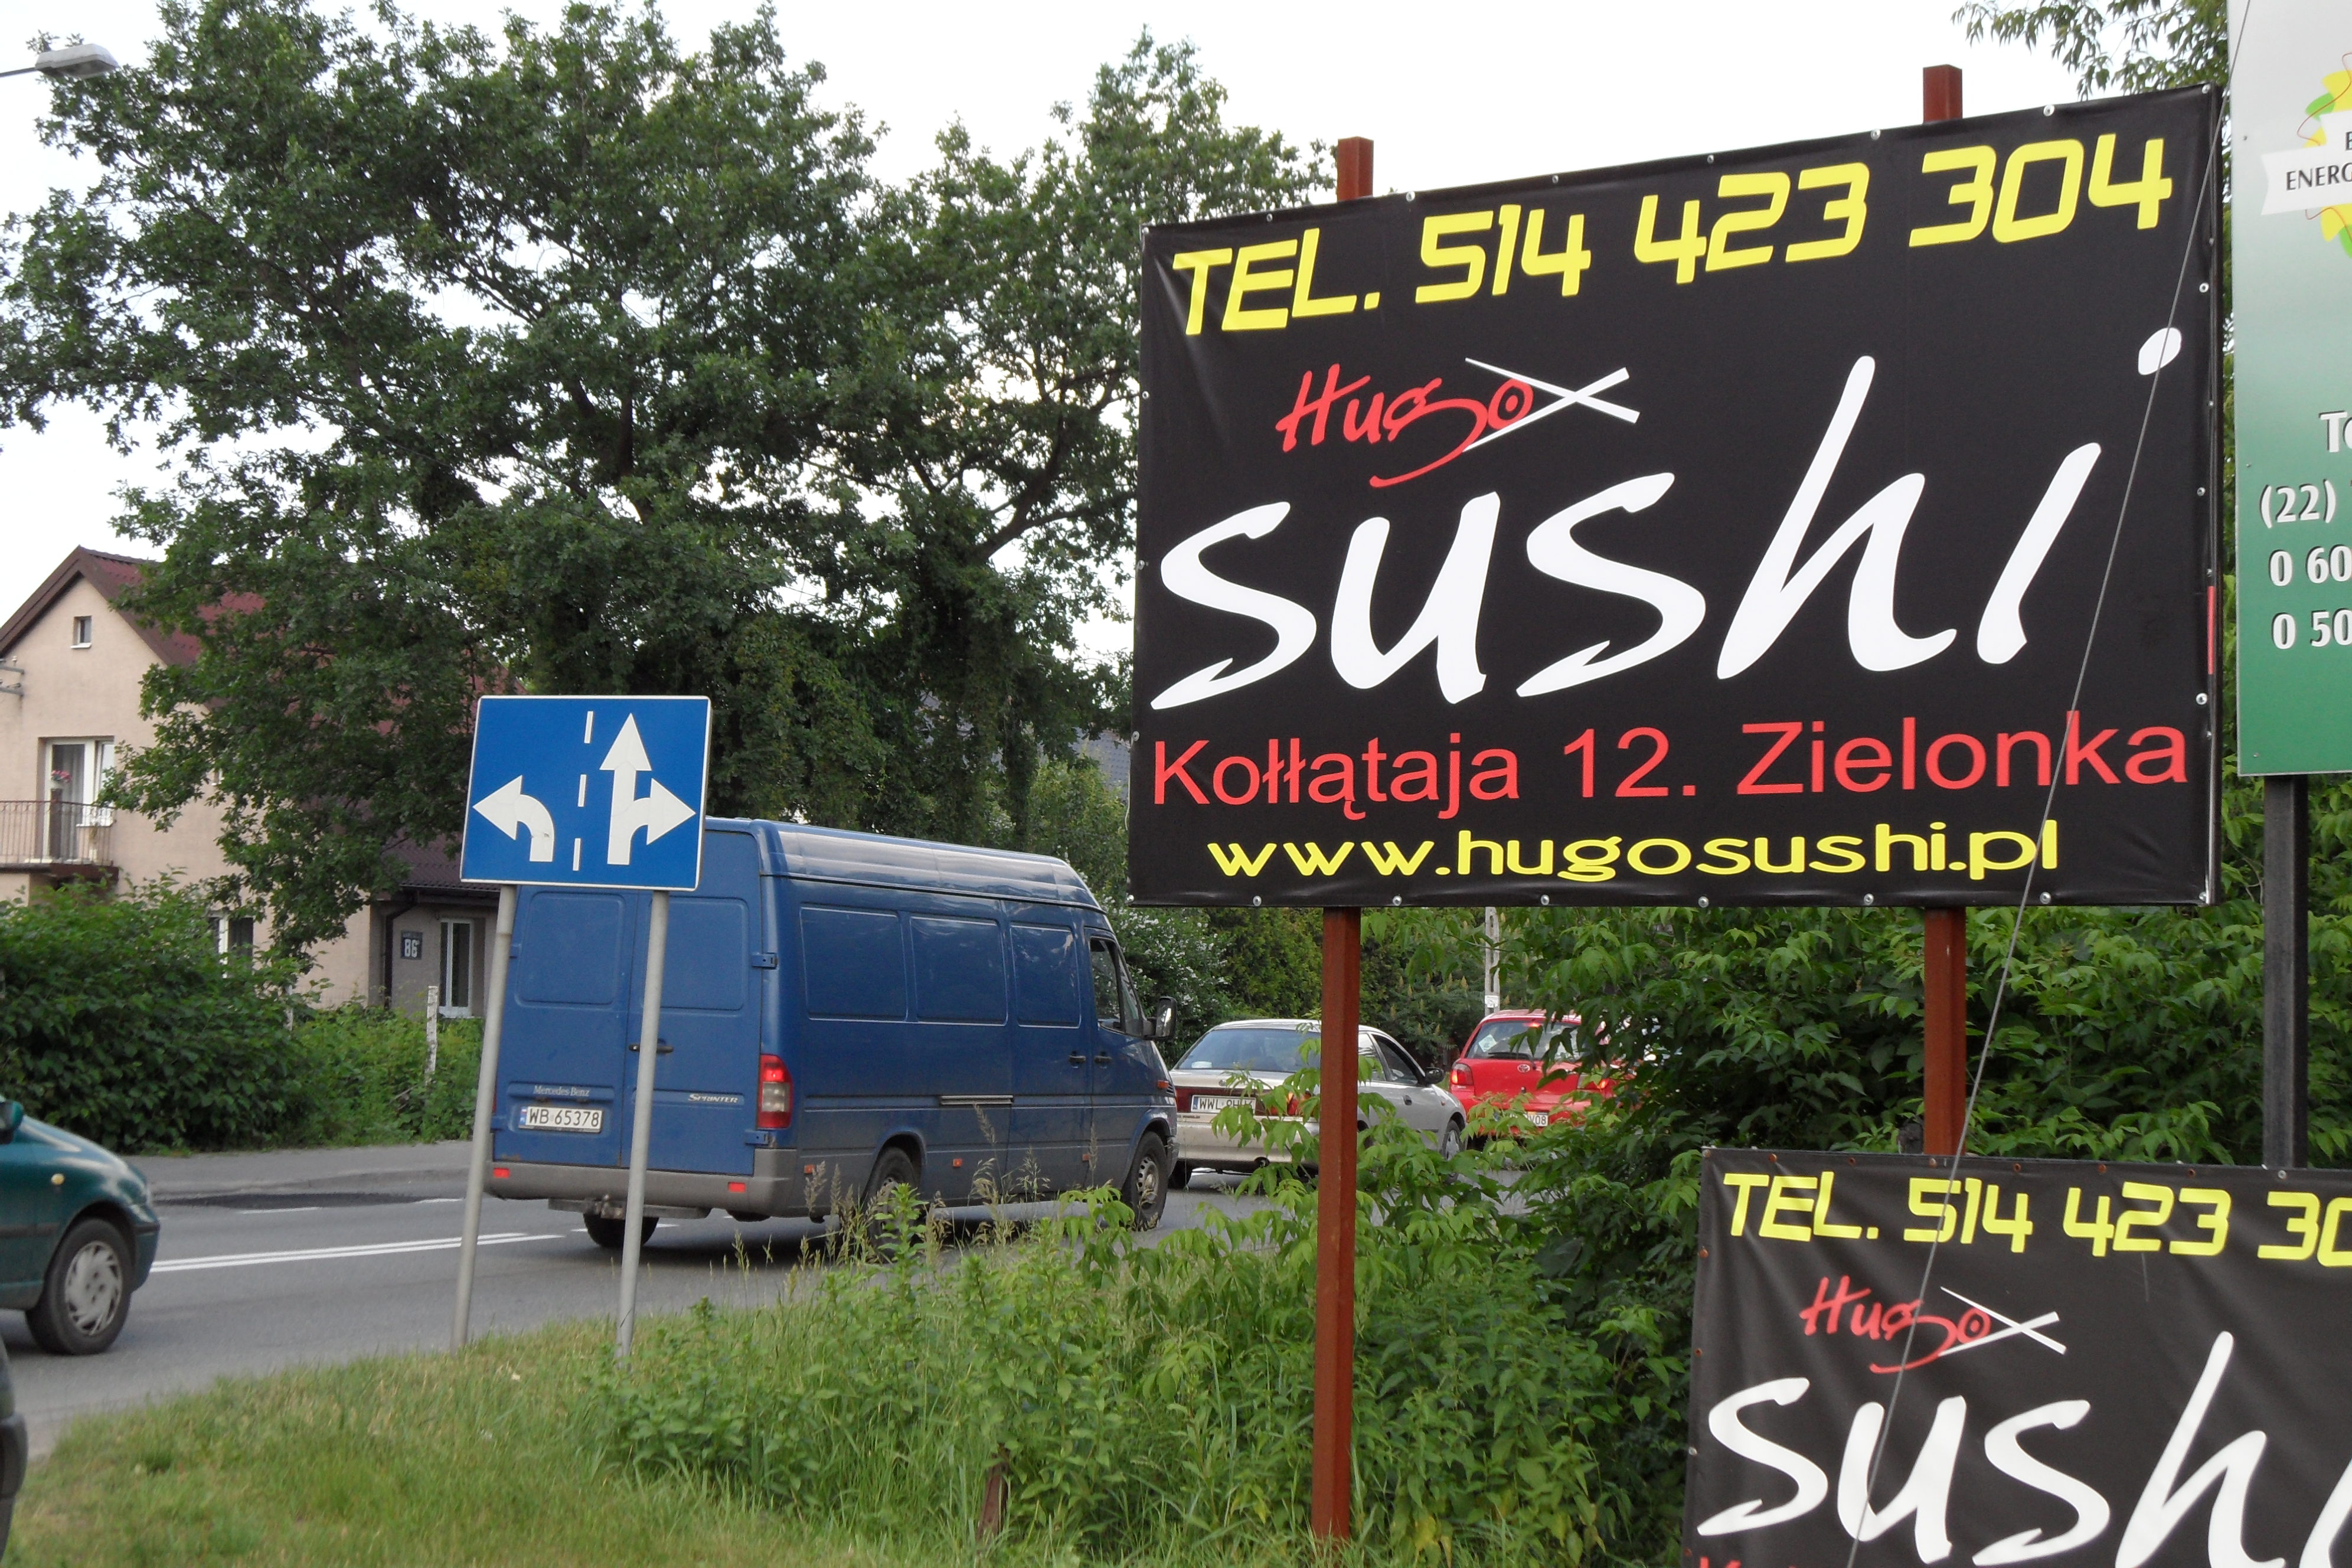 TEL. 514 423 304
Hugo
sushi
Kołłątaja 12. Zielonka
www.hugosushi.pl
ENERG
(22)
0 60
0 50
86
Mercedes-Benz
SPRINTER
WB 65378
TEL. 514 423 30
Hugo
sushi